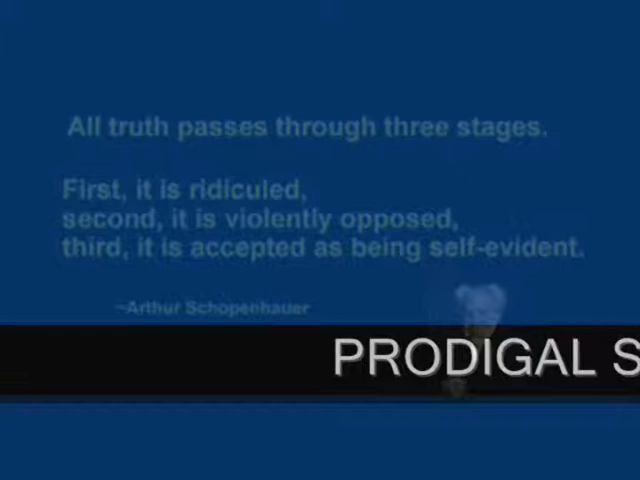 All truth passes through three stages.
First, it is ridiculed,
second, it is violently opposed,
third, it is accepted as being self-evident.
~Arthur Schopenhauer
PRODIGAL S